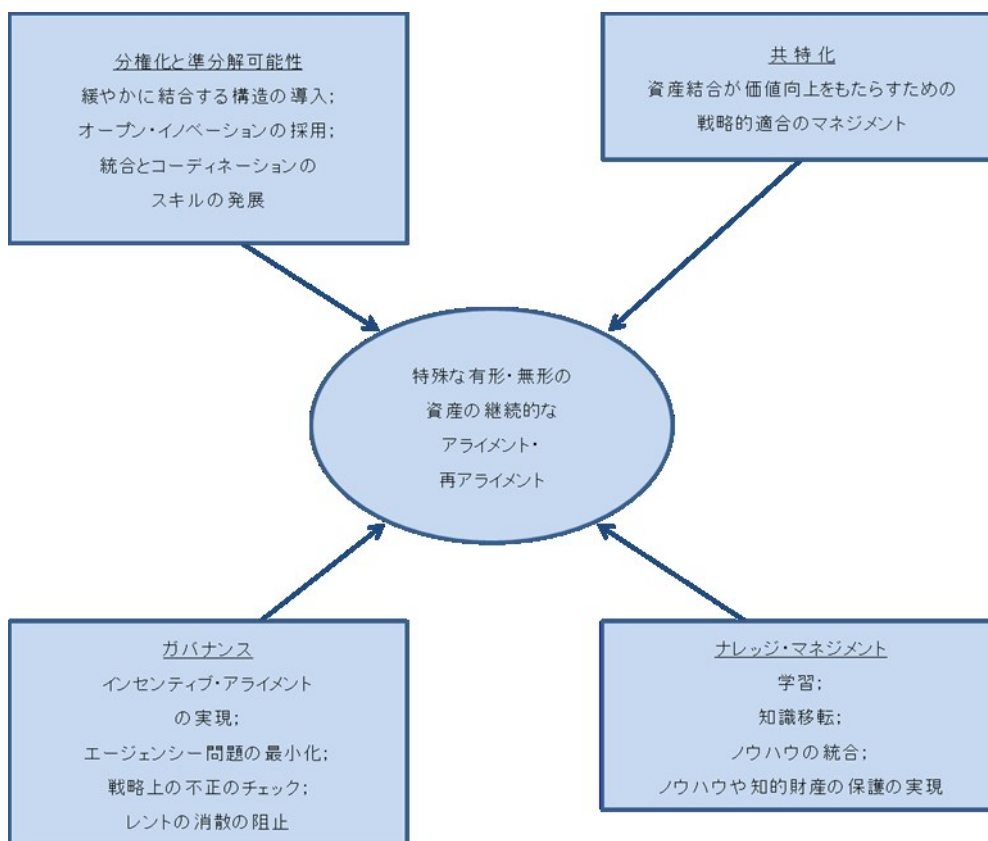 分権化と準分解可能性
緩やかに結合する構造の導入;
オープン・イノベーションの採用;
統合とコーディネーションの
スキルの発展
共特化
資産結合が価値向上をもたらすための
戦略的適合のマネジメント
特殊な有形・無形の
資産の継続的な
アライメント・
再アライメント
ガバナンス
インセンティブ・アライメント
の実現;
エージェンシー問題の最小化;
戦略上の不正のチェック;
レントの消散の阻止
ナレッジ・マネジメント
学習;
知識移転;
ノウハウの統合;
ノウハウや知的財産の保護の実現